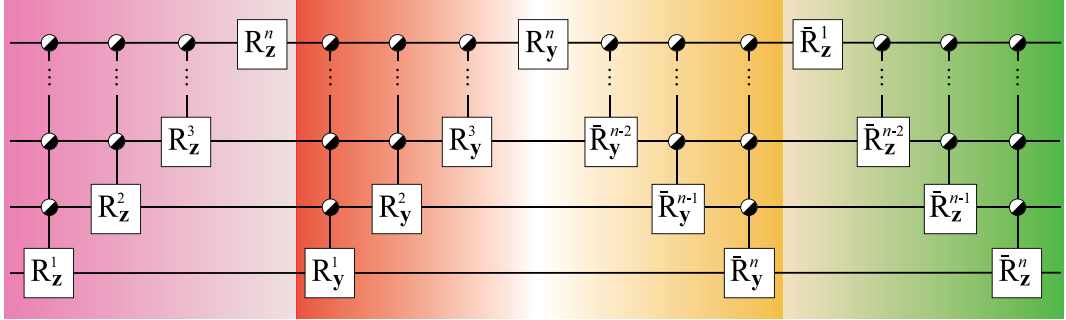 R_z^n R_y^n R̄_z^1
R_z^3 R_y^3 R̄_y^{n-2} R̄_z^{n-2}
R_z^2 R_y^2 R̄_y^{n-1} R̄_z^{n-1}
R_z^1 R_y^1 R̄_y^n R̄_z^n